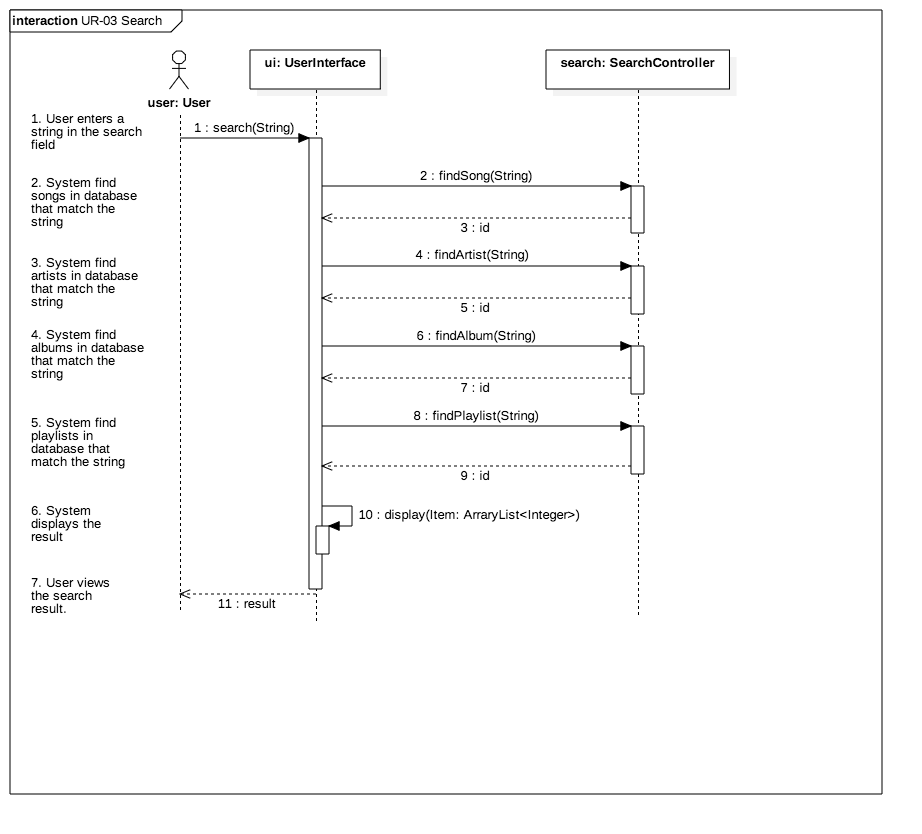 interaction UR-03 Search
ui: UserInterface
search: SearchController
user: User
1. User enters a
string in the search
field
1 : search(String)
2. System find
songs in database
that match the
string
2 : findSong(String)
3 : id
3. System find
artists in database
that match the
string
4 : findArtist(String)
5 : id
4. System find
albums in database
that match the
string
6 : findAlbum(String)
7 : id
5. System find
playlists in
database that
match the string
8 : findPlaylist(String)
9 : id
6. System
displays the
result
10 : display(Item: ArraryList<Integer>)
7. User views
the search
result.
11 : result